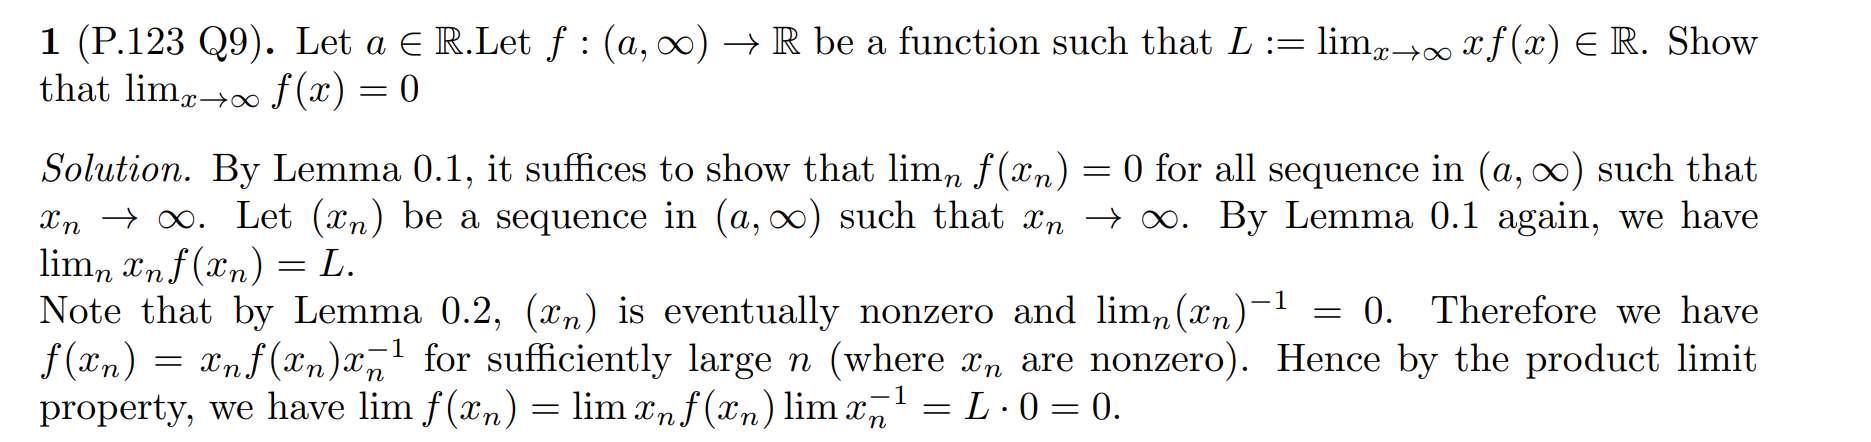 1 (P.123 Q9). Let $a \in \mathbb{R}$.Let $f : (a, \infty) \to \mathbb{R}$ be a function such that $L := \lim_{x \to \infty} x f(x) \in \mathbb{R}$. Show
that $\lim_{x \to \infty} f(x) = 0$
Solution. By Lemma 0.1, it suffices to show that $\lim_n f(x_n) = 0$ for all sequence in $(a, \infty)$ such that
$x_n \to \infty$. Let $(x_n)$ be a sequence in $(a, \infty)$ such that $x_n \to \infty$. By Lemma 0.1 again, we have
$\lim_n x_n f(x_n) = L$.
Note that by Lemma 0.2, $(x_n)$ is eventually nonzero and $\lim_n (x_n)^{-1} = 0$. Therefore we have
$f(x_n) = x_n f(x_n) x_n^{-1}$ for sufficiently large $n$ (where $x_n$ are nonzero). Hence by the product limit
property, we have $\lim f(x_n) = \lim x_n f(x_n) \lim x_n^{-1} = L \cdot 0 = 0$.